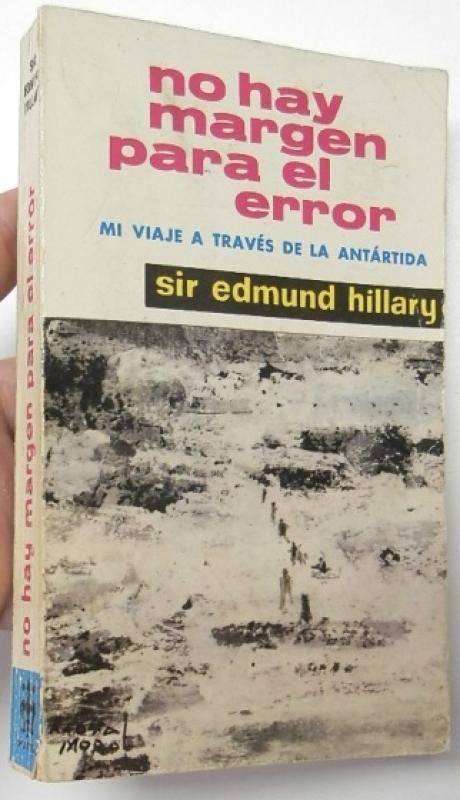 no hay
margen
para el
error
MI VIAJE A TRAVÉS DE LA ANTÁRTIDA
sir edmund hillary
no hay margen para el error
SIR